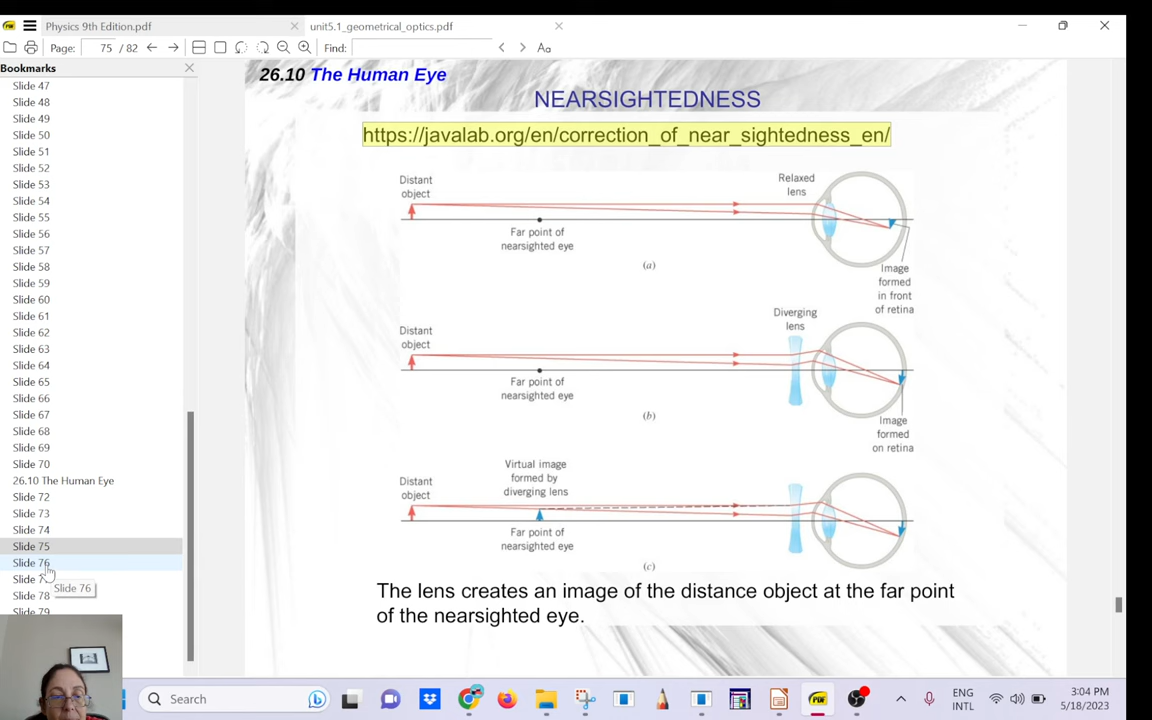 Physics 9th Edition.pdf
unit5.1_geometrical_optics.pdf
Page: 75 / 82
Find:
Aa
Bookmarks
Slide 47
Slide 48
Slide 49
Slide 50
Slide 51
Slide 52
Slide 53
Slide 54
Slide 55
Slide 56
Slide 57
Slide 58
Slide 59
Slide 60
Slide 61
Slide 62
Slide 63
Slide 64
Slide 65
Slide 66
Slide 67
Slide 68
Slide 69
Slide 70
26.10 The Human Eye
Slide 72
Slide 73
Slide 74
Slide 75
Slide 76
Slide 76
Slide 78
Slide 79
26.10 The Human Eye
NEARSIGHTEDNESS
https://javalab.org/en/correction_of_near_sightedness_en/
Distant
object
Relaxed
lens
Far point of
nearsighted eye
(a)
Image
formed
in front
of retina
Distant
object
Diverging
lens
Far point of
nearsighted eye
(b)
Image
formed
on retina
Distant
object
Virtual image
formed by
diverging lens
Far point of
nearsighted eye
(c)
The lens creates an image of the distance object at the far point
of the nearsighted eye.
Search
ENG
INTL
3:04 PM
5/18/2023